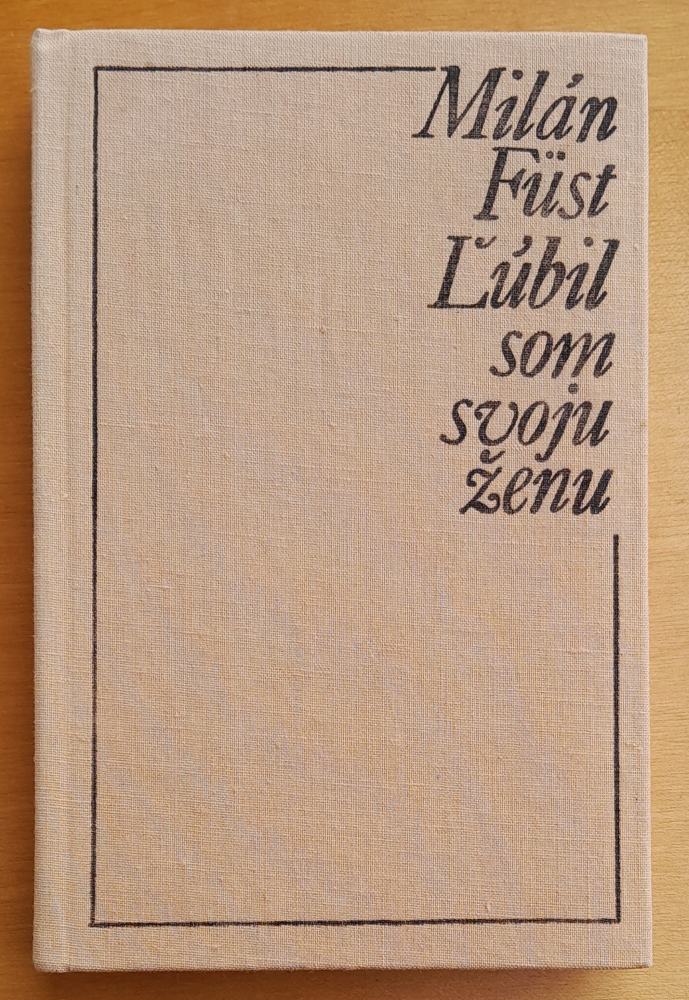 Milán
Füst
Ľúbil
som
svoju
ženu